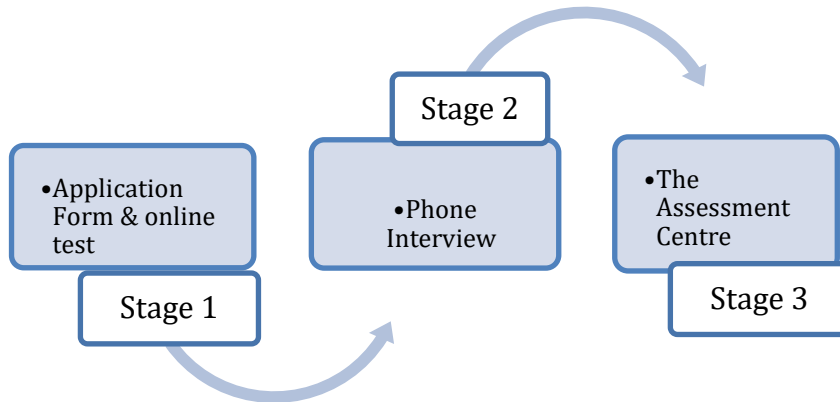 •Application
Form & online
test
Stage 1
Stage 2
•Phone
Interview
•The
Assessment
Centre
Stage 3